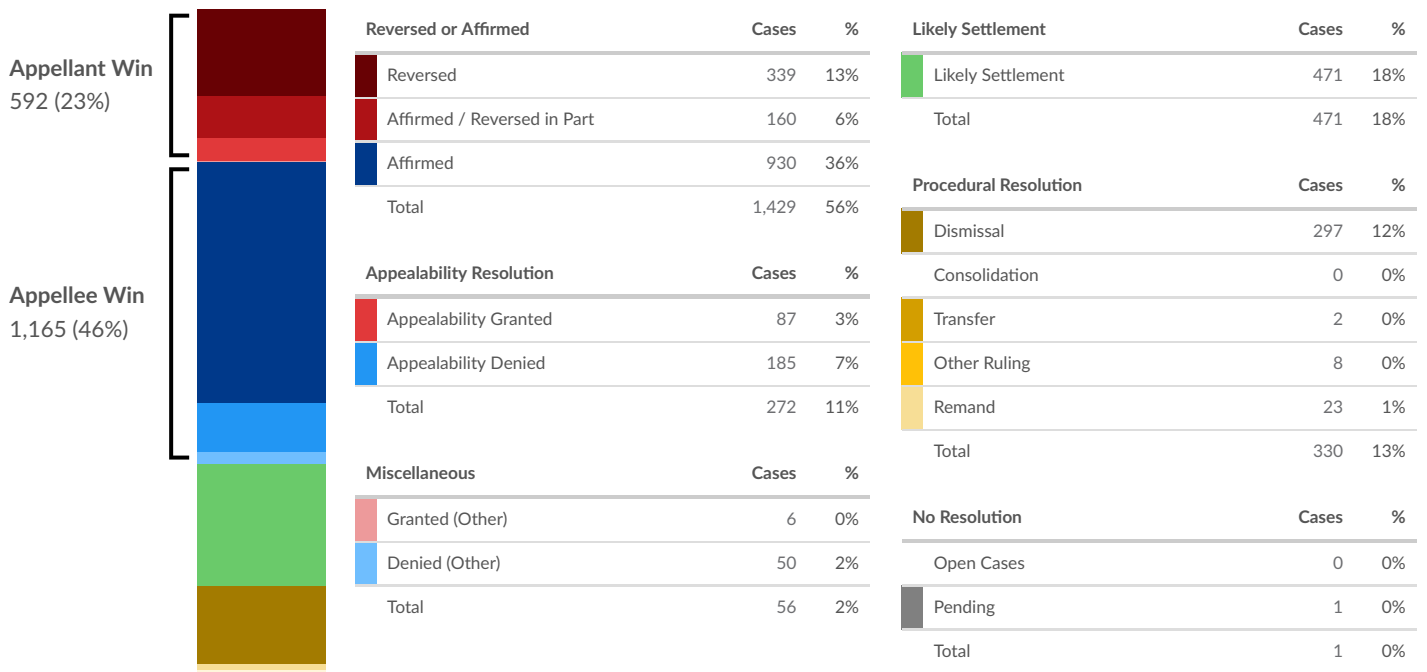 Appellant Win
592 (23%)
Appellee Win
1,165 (46%)
Reversed or Affirmed Cases %
Reversed 339 13%
Affirmed / Reversed in Part 160 6%
Affirmed 930 36%
Total 1,429 56%
Appealability Resolution Cases %
Appealability Granted 87 3%
Appealability Denied 185 7%
Total 272 11%
Miscellaneous Cases %
Granted (Other) 6 0%
Denied (Other) 50 2%
Total 56 2%
Likely Settlement Cases %
Likely Settlement 471 18%
Total 471 18%
Procedural Resolution Cases %
Dismissal 297 12%
Consolidation 0 0%
Transfer 2 0%
Other Ruling 8 0%
Remand 23 1%
Total 330 13%
No Resolution Cases %
Open Cases 0 0%
Pending 1 0%
Total 1 0%